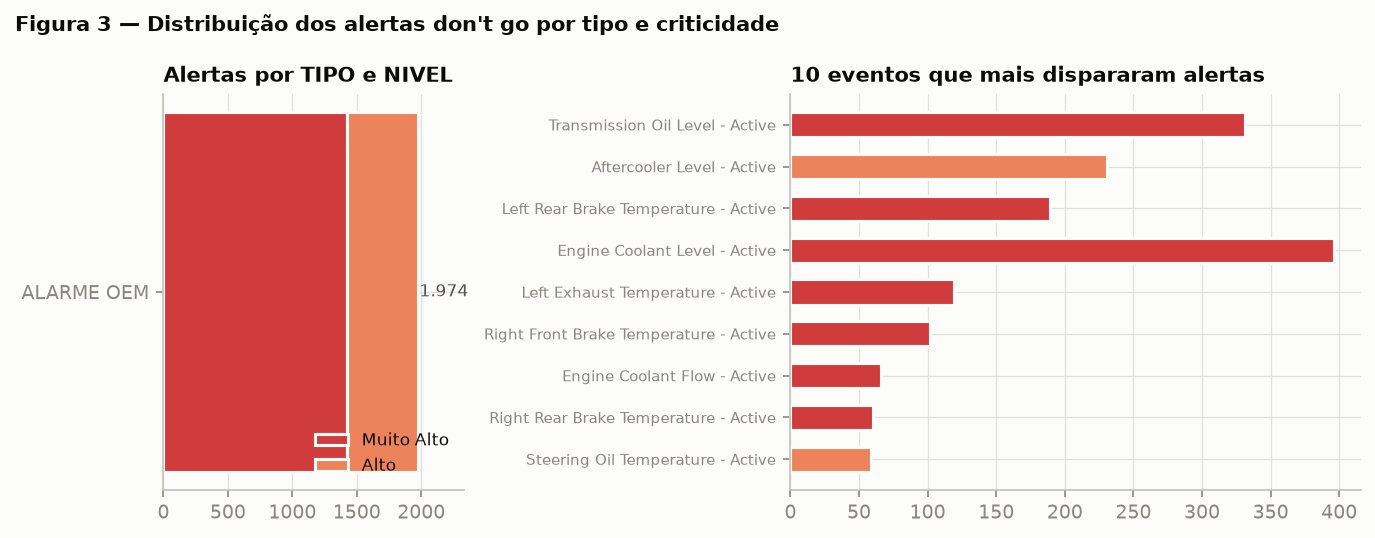 Figura 3 — Distribuição dos alertas don't go por tipo e criticidade
Alertas por TIPO e NIVEL
ALARME OEM
1.974
Muito Alto
Alto
0 500 1000 1500 2000
10 eventos que mais dispararam alertas
Transmission Oil Level - Active
Aftercooler Level - Active
Left Rear Brake Temperature - Active
Engine Coolant Level - Active
Left Exhaust Temperature - Active
Right Front Brake Temperature - Active
Engine Coolant Flow - Active
Right Rear Brake Temperature - Active
Steering Oil Temperature - Active
0 50 100 150 200 250 300 350 400